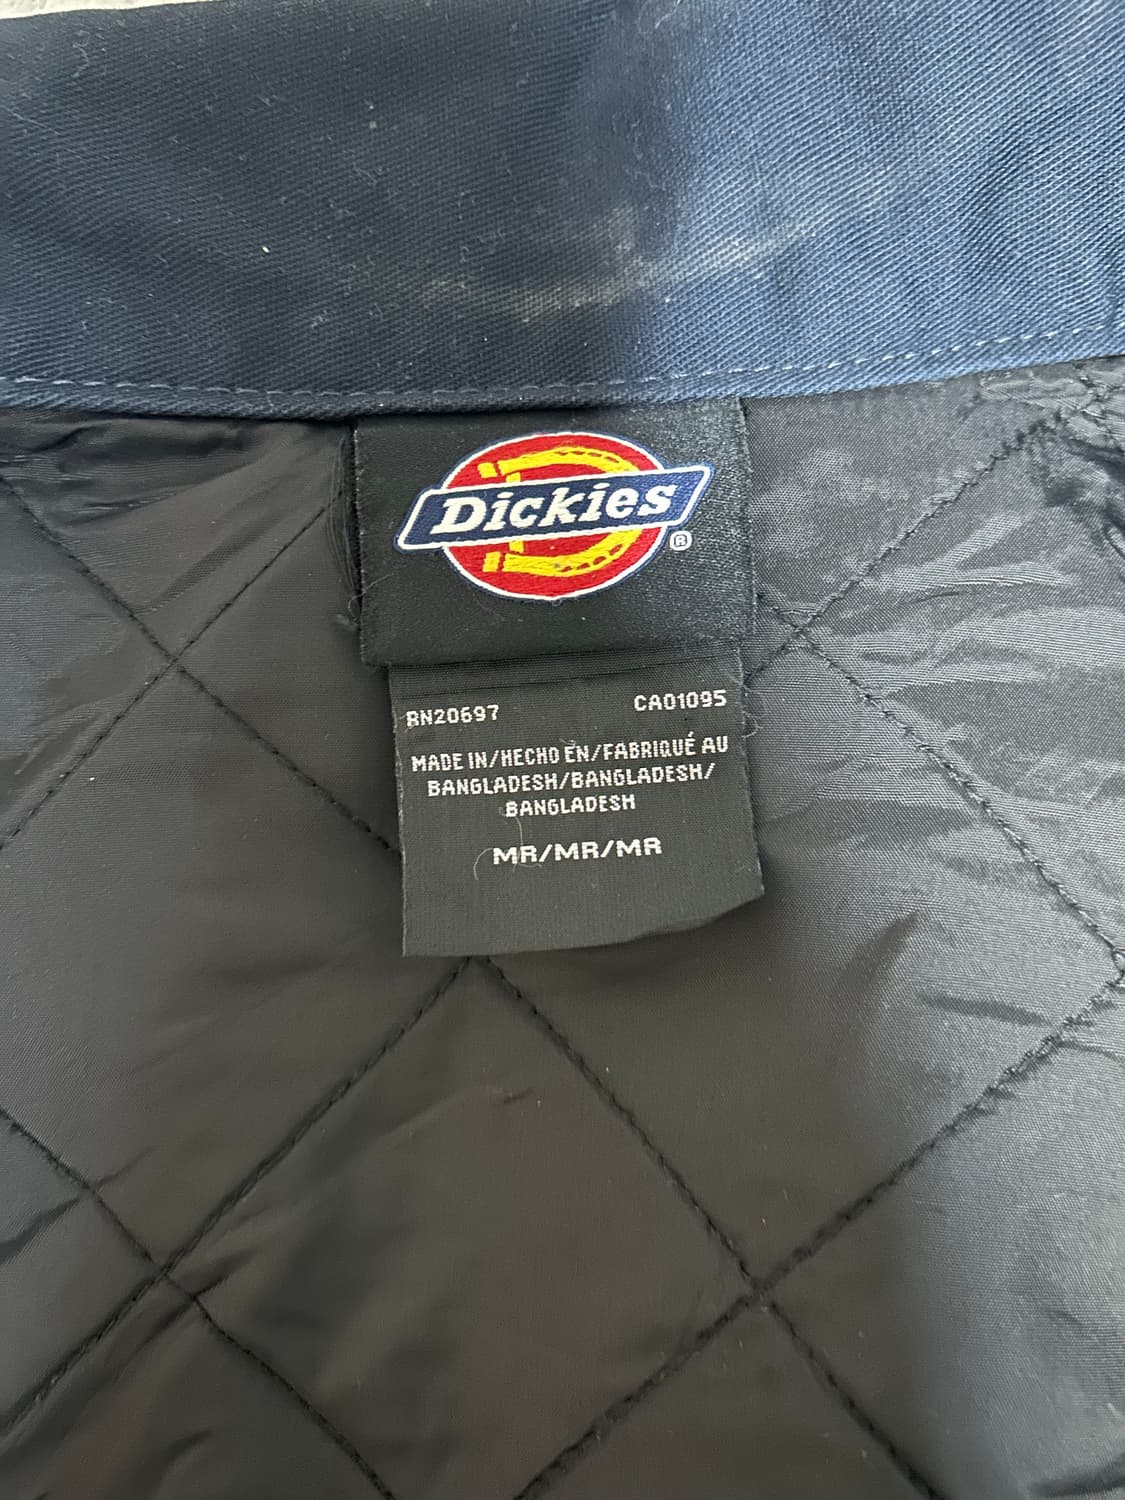 Dickies
®
RN20697 CA01095
MADE IN/HECHO EN/FABRIQUÉ AU
BANGLADESH/BANGLADESH/
BANGLADESH
MR/MR/MR